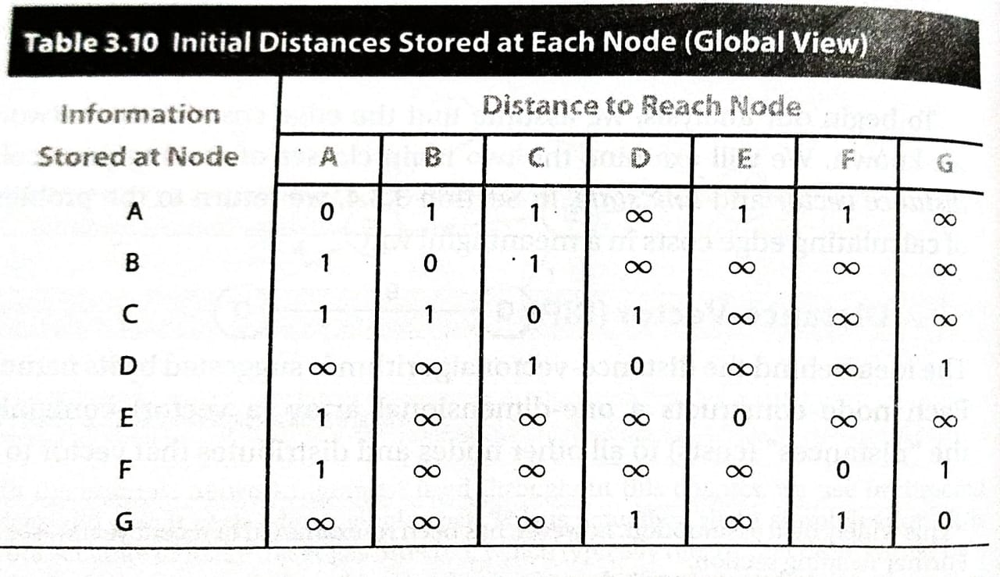 Table 3.10 Initial Distances Stored at Each Node (Global View)
Information Stored at Node
Distance to Reach Node
A B C D E F G
A 0 1 1 ∞ 1 1 ∞
B 1 0 1 ∞ ∞ ∞ ∞
C 1 1 0 1 ∞ ∞ ∞
D ∞ ∞ 1 0 ∞ ∞ 1
E 1 ∞ ∞ ∞ 0 ∞ ∞
F 1 ∞ ∞ ∞ ∞ 0 1
G ∞ ∞ ∞ 1 ∞ 1 0